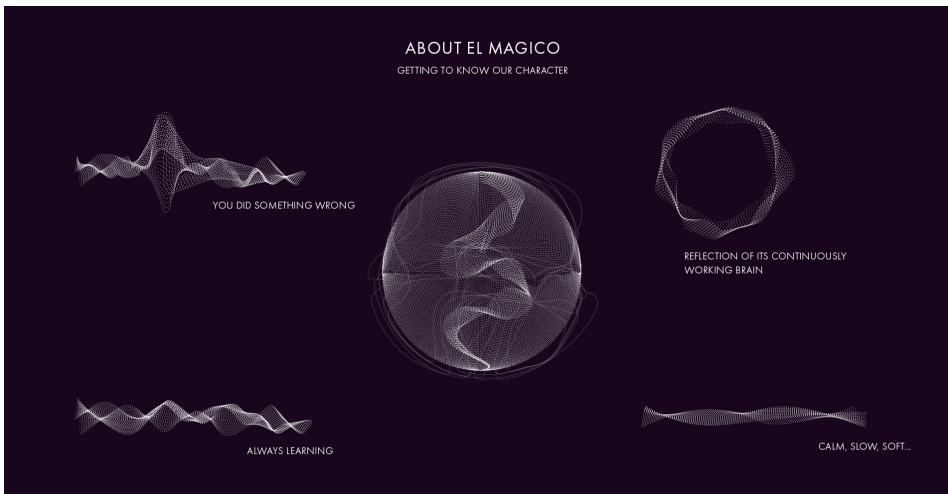 ABOUT EL MAGICO
GETTING TO KNOW OUR CHARACTER
YOU DID SOMETHING WRONG
REFLECTION OF ITS CONTINUOUSLY
WORKING BRAIN
ALWAYS LEARNING
CALM, SLOW, SOFT...